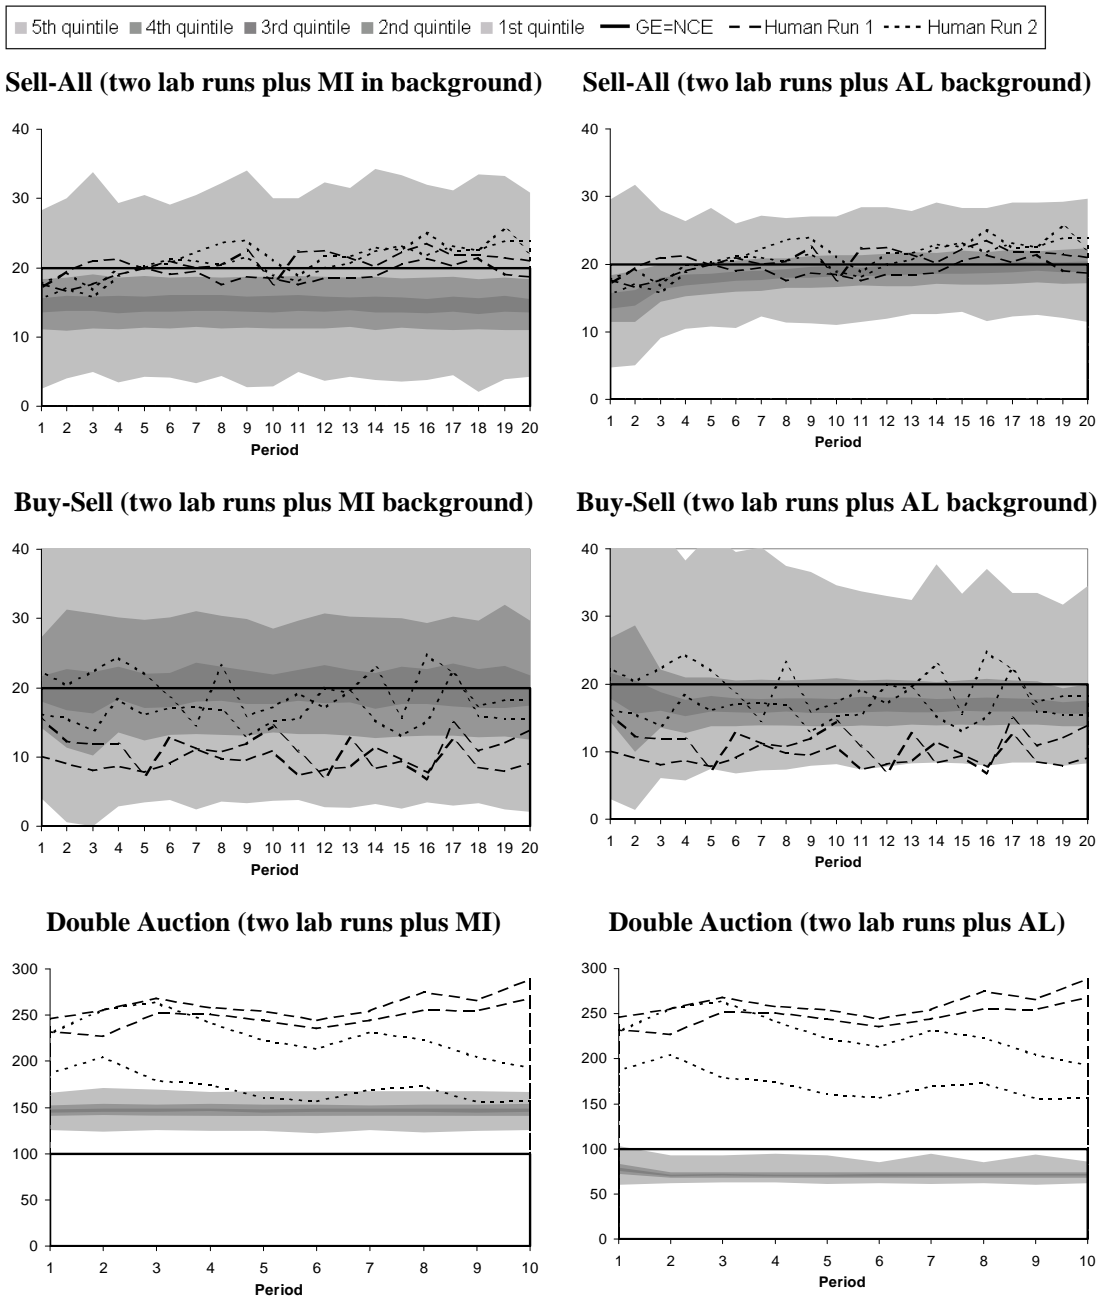 5th quintile 4th quintile 3rd quintile 2nd quintile 1st quintile GE=NCE Human Run 1 Human Run 2
Sell-All (two lab runs plus MI in background)
40
30
20
10
0
1 2 3 4 5 6 7 8 9 10 11 12 13 14 15 16 17 18 19 20
Period
Sell-All (two lab runs plus AL background)
40
30
20
10
0
1 2 3 4 5 6 7 8 9 10 11 12 13 14 15 16 17 18 19 20
Period
Buy-Sell (two lab runs plus MI background)
40
30
20
10
0
1 2 3 4 5 6 7 8 9 10 11 12 13 14 15 16 17 18 19 20
Period
Buy-Sell (two lab runs plus AL background)
40
30
20
10
0
1 2 3 4 5 6 7 8 9 10 11 12 13 14 15 16 17 18 19 20
Period
Double Auction (two lab runs plus MI)
300
250
200
150
100
50
0
1 2 3 4 5 6 7 8 9 10
Period
Double Auction (two lab runs plus AL)
300
250
200
150
100
50
0
1 2 3 4 5 6 7 8 9 10
Period